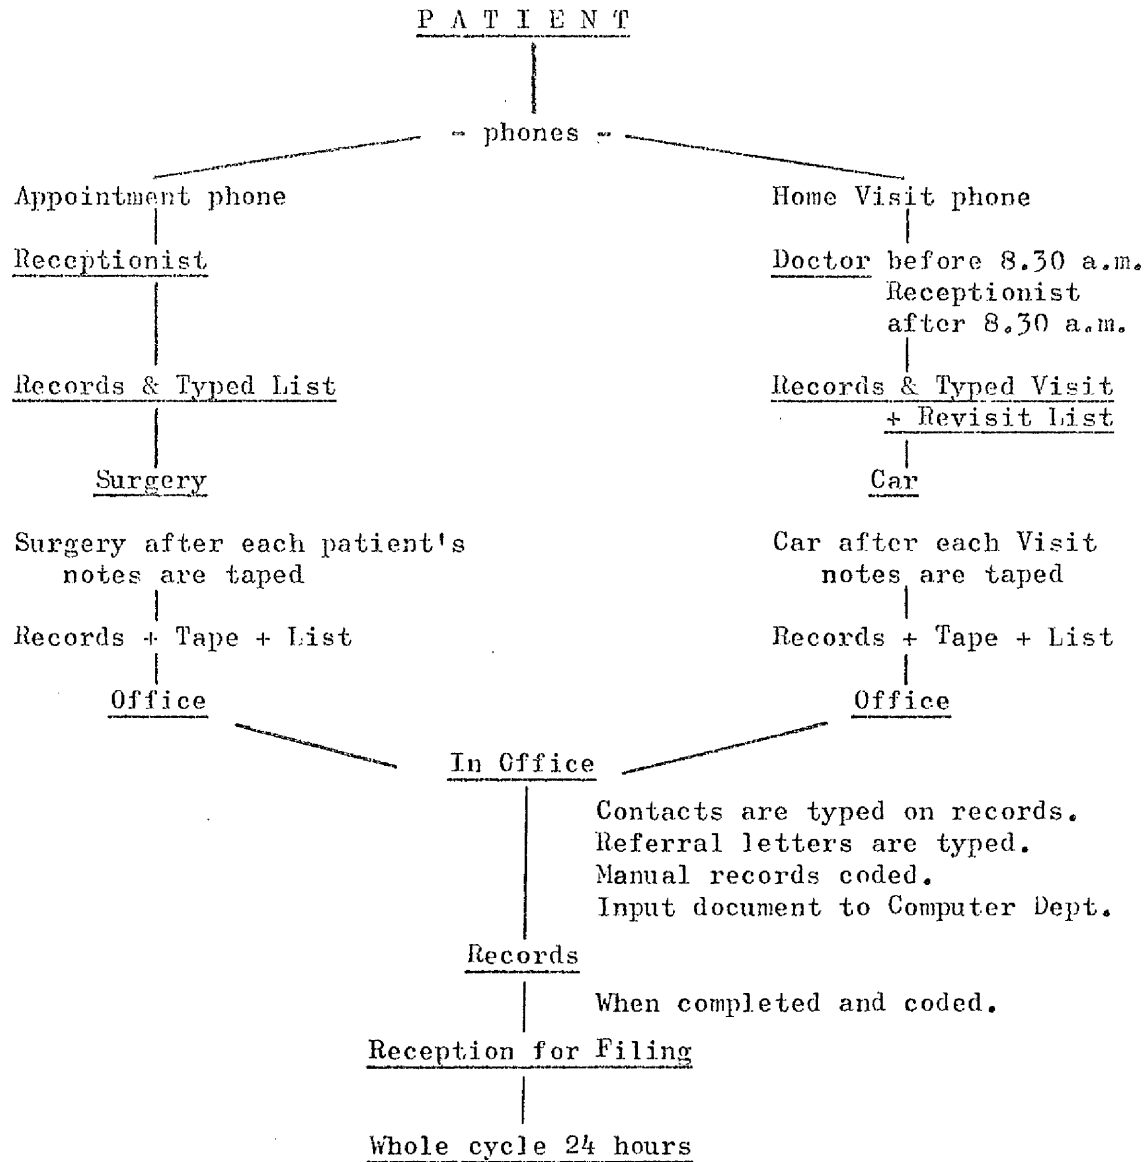 P A T I E N T
- phones -
Appointment phone
Receptionist
Records & Typed List
Surgery
Surgery after each patient's
notes are taped
Records + Tape + List
Office
Home Visit phone
Doctor before 8.30 a.m.
Receptionist
after 8.30 a.m.
Records & Typed Visit
+ Revisit List
Car
Car after each Visit
notes are taped
Records + Tape + List
Office
In Office
Contacts are typed on records.
Referral letters are typed.
Manual records coded.
Input document to Computer Dept.
Records
When completed and coded.
Reception for Filing
Whole cycle 24 hours